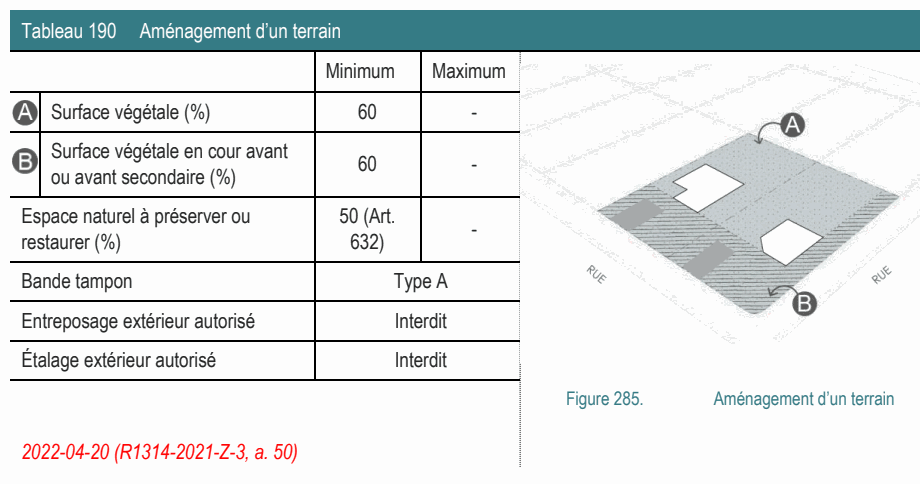 Tableau 190 Aménagement d'un terrain
Minimum Maximum
A Surface végétale (%) 60 -
B Surface végétale en cour avant
ou avant secondaire (%) 60 -
Espace naturel à préserver ou
restaurer (%) 50 (Art.
632) -
Bande tampon Type A
Entreposage extérieur autorisé Interdit
Étalage extérieur autorisé Interdit
2022-04-20 (R1314-2021-Z-3, a. 50)
A
RUE
RUE
B
Figure 285. Aménagement d'un terrain